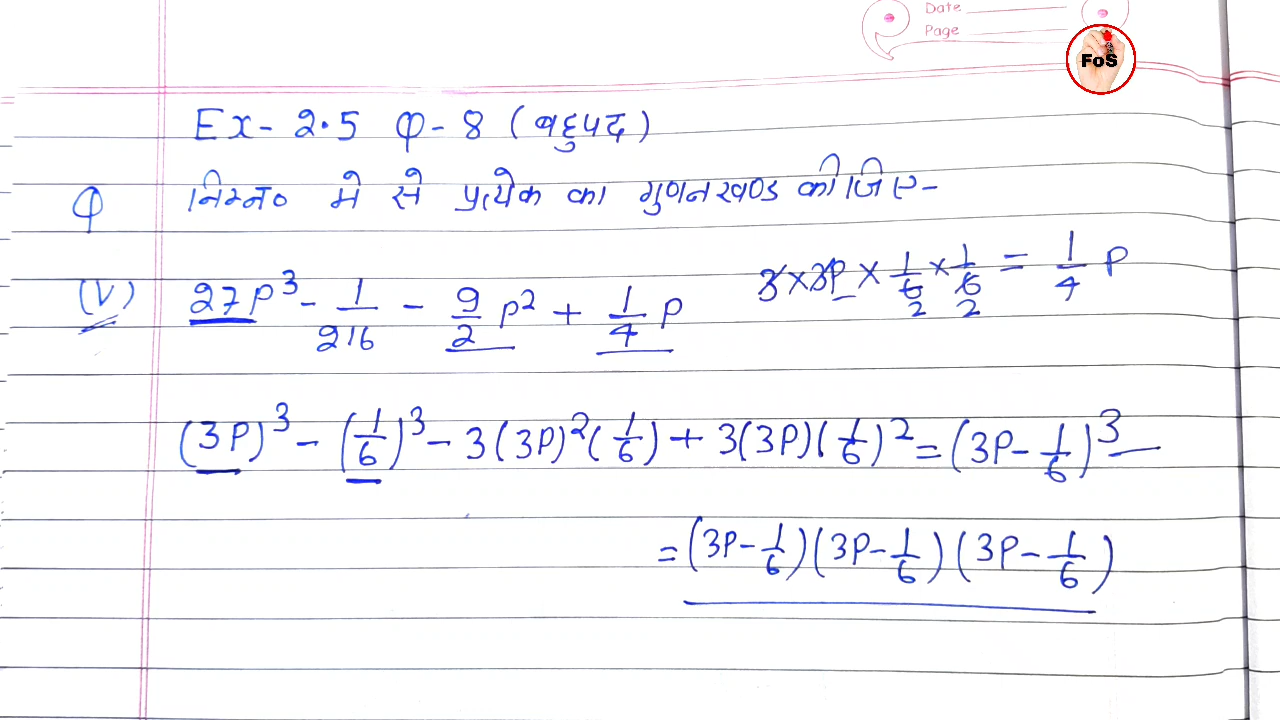 Date
Page
FoS
Ex - 2.5 Q - 8 (बहुपद)
Q निम्न० मे से प्रत्येक का गुणनखण्ड कीजिए-
(V) 27P³ - 1/216 - 9/2 P² + 1/4 P
3 × 3P × 1/6 × 1/6 = 1/4 P
2 2
(3P)³ - (1/6)³ - 3(3P)²(1/6) + 3(3P)(1/6)² = (3P - 1/6)³
= (3P - 1/6)(3P - 1/6)(3P - 1/6)